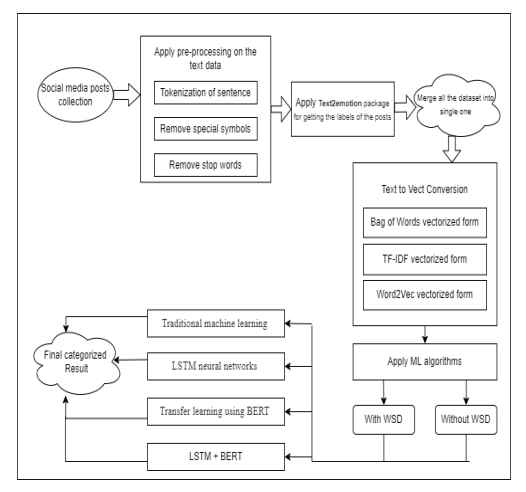 Social media posts
collection
Apply pre-processing on the
text data
Tokenization of sentence
Remove special symbols
Remove stop words
Apply Text2emotion package
for getting the labels of the posts
Merge all the dataset into
single one
Text to Vect Conversion
Bag of Words vectorized form
TF-IDF vectorized form
Word2Vec vectorized form
Apply ML algorithms
With WSD
Without WSD
Traditional machine learning
LSTM neural networks
Transfer learning using BERT
LSTM + BERT
Final categorized
Result